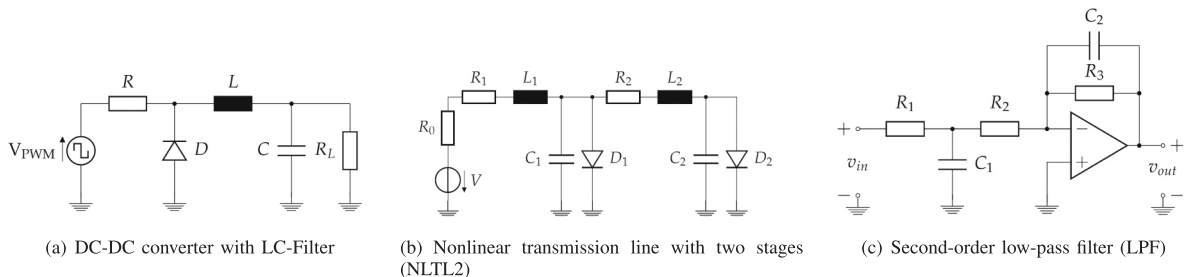 R
L
V_PWM
D
C
R_L
(a) DC-DC converter with LC-Filter
R_1
L_1
R_2
L_2
R_0
C_1
D_1
C_2
D_2
V
(b) Nonlinear transmission line with two stages
(NLTL2)
C_2
R_3
R_1
R_2
+
−
+
+
v_in
C_1
v_out
−
−
(c) Second-order low-pass filter (LPF)